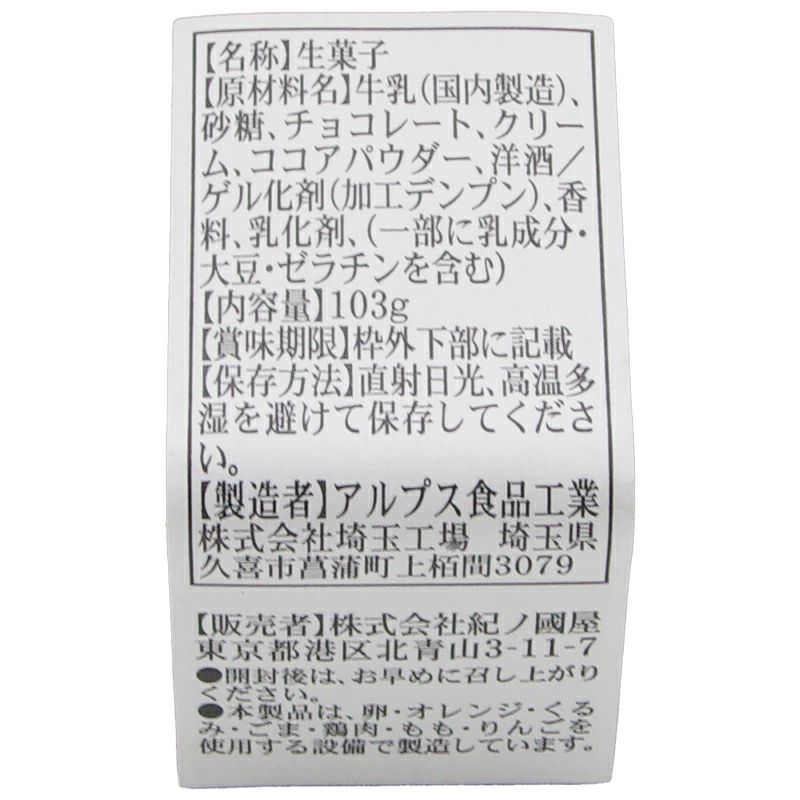 【名称】生菓子
【原材料名】牛乳(国内製造)、
砂糖、チョコレート、クリー
ム、ココアパウダー、洋酒／
ゲル化剤(加工デンプン)、香
料、乳化剤、(一部に乳成分・
大豆・ゼラチンを含む)
【内容量】103g
【賞味期限】枠外下部に記載
【保存方法】直射日光、高温多
湿を避けて保存してくださ
い。
【製造者】アルプス食品工業
株式会社埼玉工場 埼玉県
久喜市菖蒲町上栢間3079
【販売者】株式会社紀ノ國屋
東京都港区北青山3-11-7
●開封後は、お早めに召し上がり
ください。
●本製品は、卵・オレンジ・くる
み・ごま・鶏肉・もも・りんごを
使用する設備で製造しています。